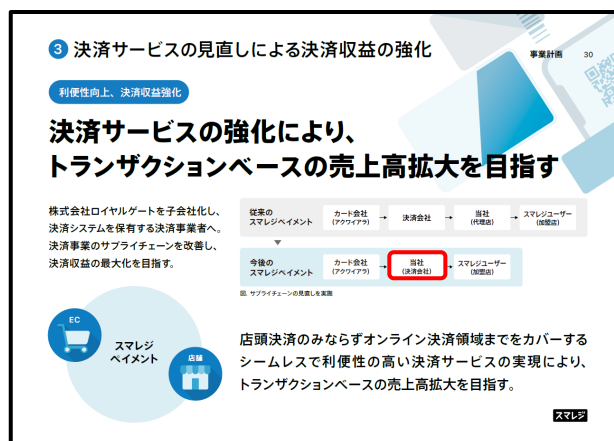 3 決済サービスの見直しによる決済収益の強化
事業計画 30
利便性向上、決済収益強化
決済サービスの強化により、
トランザクションベースの売上高拡大を目指す
株式会社ロイヤルゲートを子会社化し、
決済システムを保有する決済事業者へ。
決済事業のサプライチェーンを改善し、
決済収益の最大化を目指す。
従来の
スマレジペイメント
カード会社
(アクワイアラ)
決済会社
当社
(代理店)
スマレジユーザー
(加盟店)
今後の
スマレジペイメント
カード会社
(アクワイアラ)
当社
(決済会社)
スマレジユーザー
(加盟店)
図. サプライチェーンの見直しを実施
EC
スマレジ
ペイメント
店舗
店頭決済のみならずオンライン決済領域までをカバーする
シームレスで利便性の高い決済サービスの実現により、
トランザクションベースの売上高拡大を目指す。
スマレジ